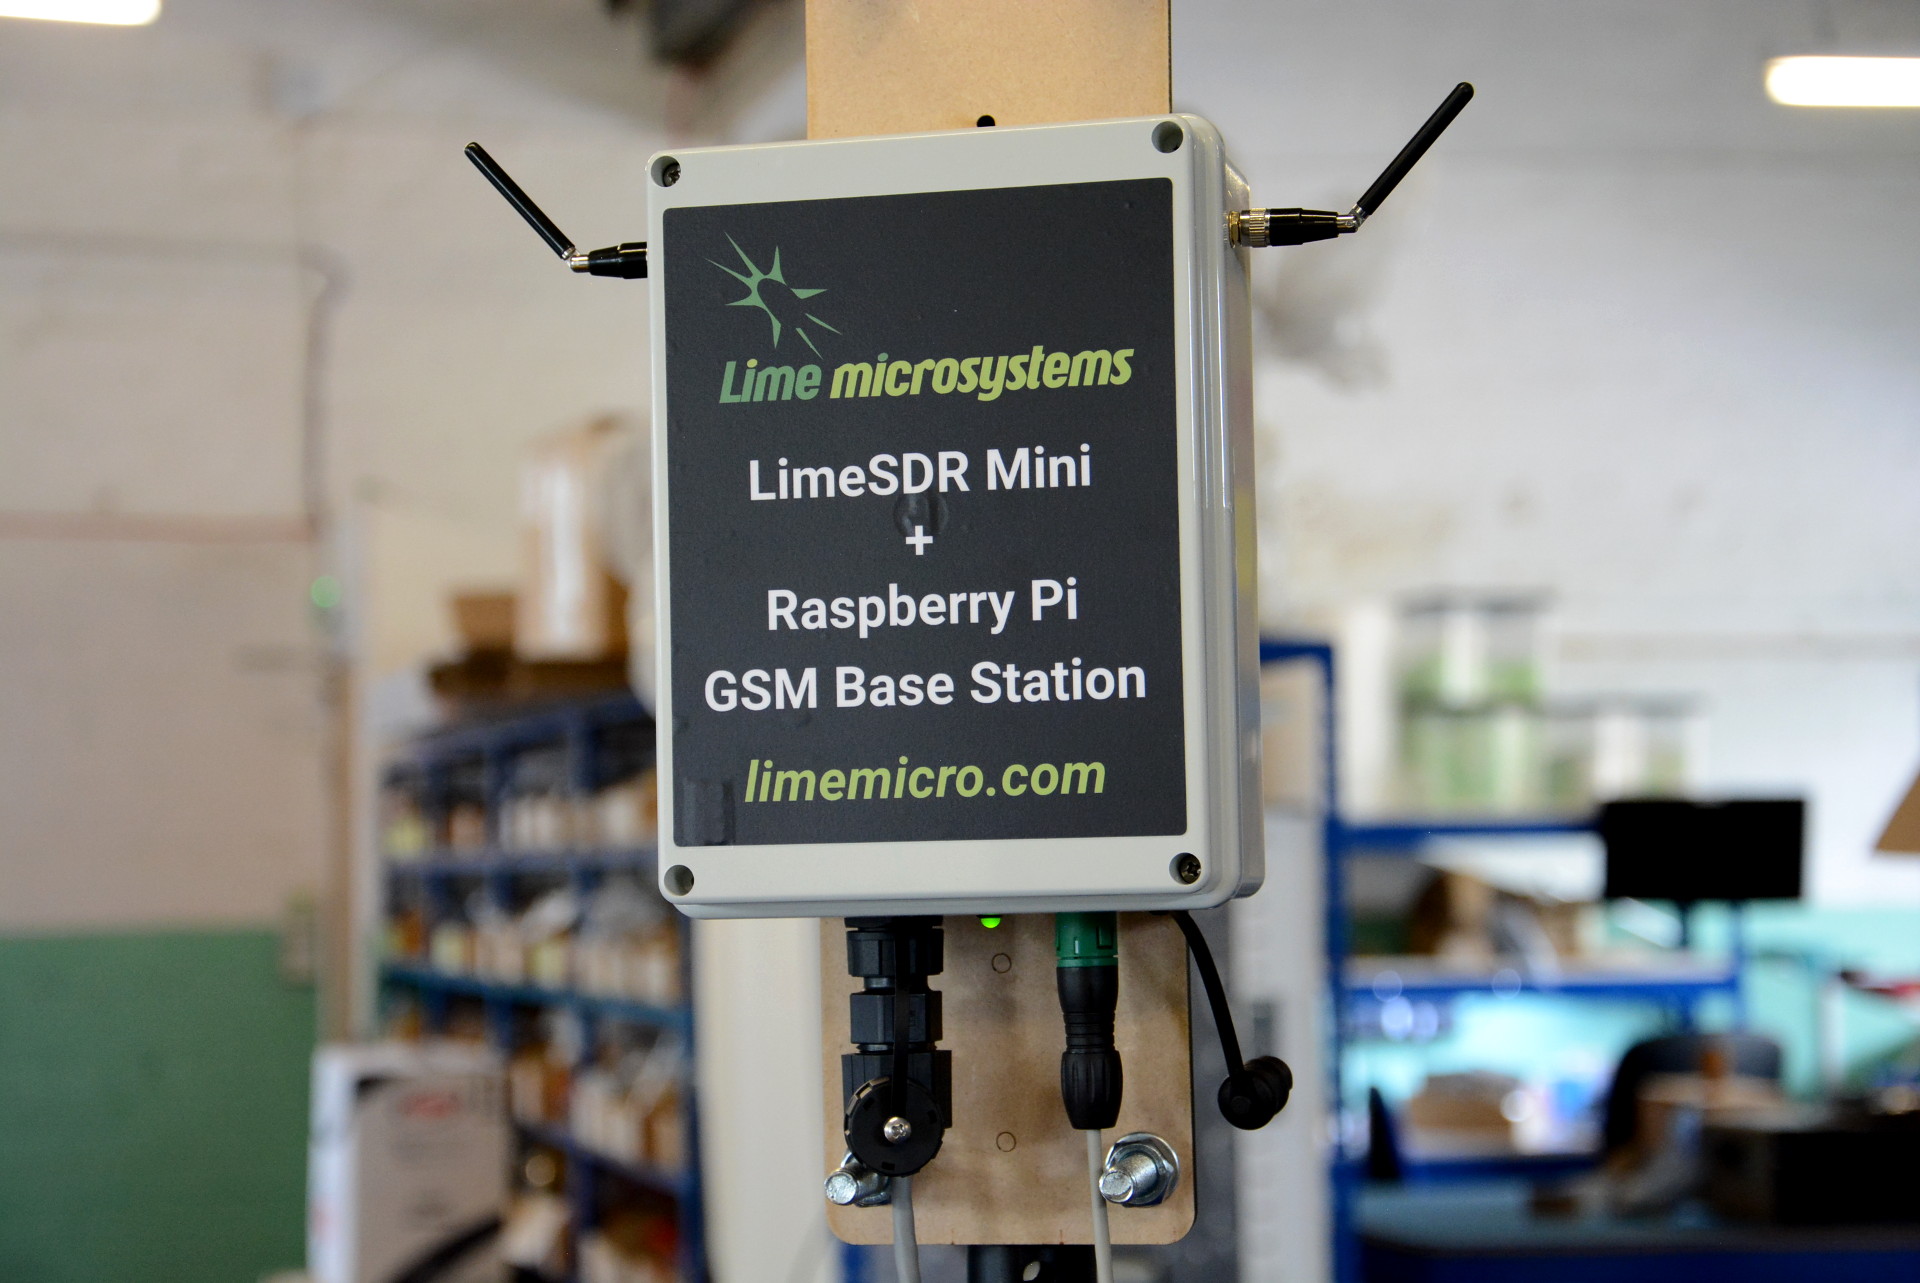 Lime microsystems
LimeSDR Mini
+
Raspberry Pi
GSM Base Station
limemicro.com